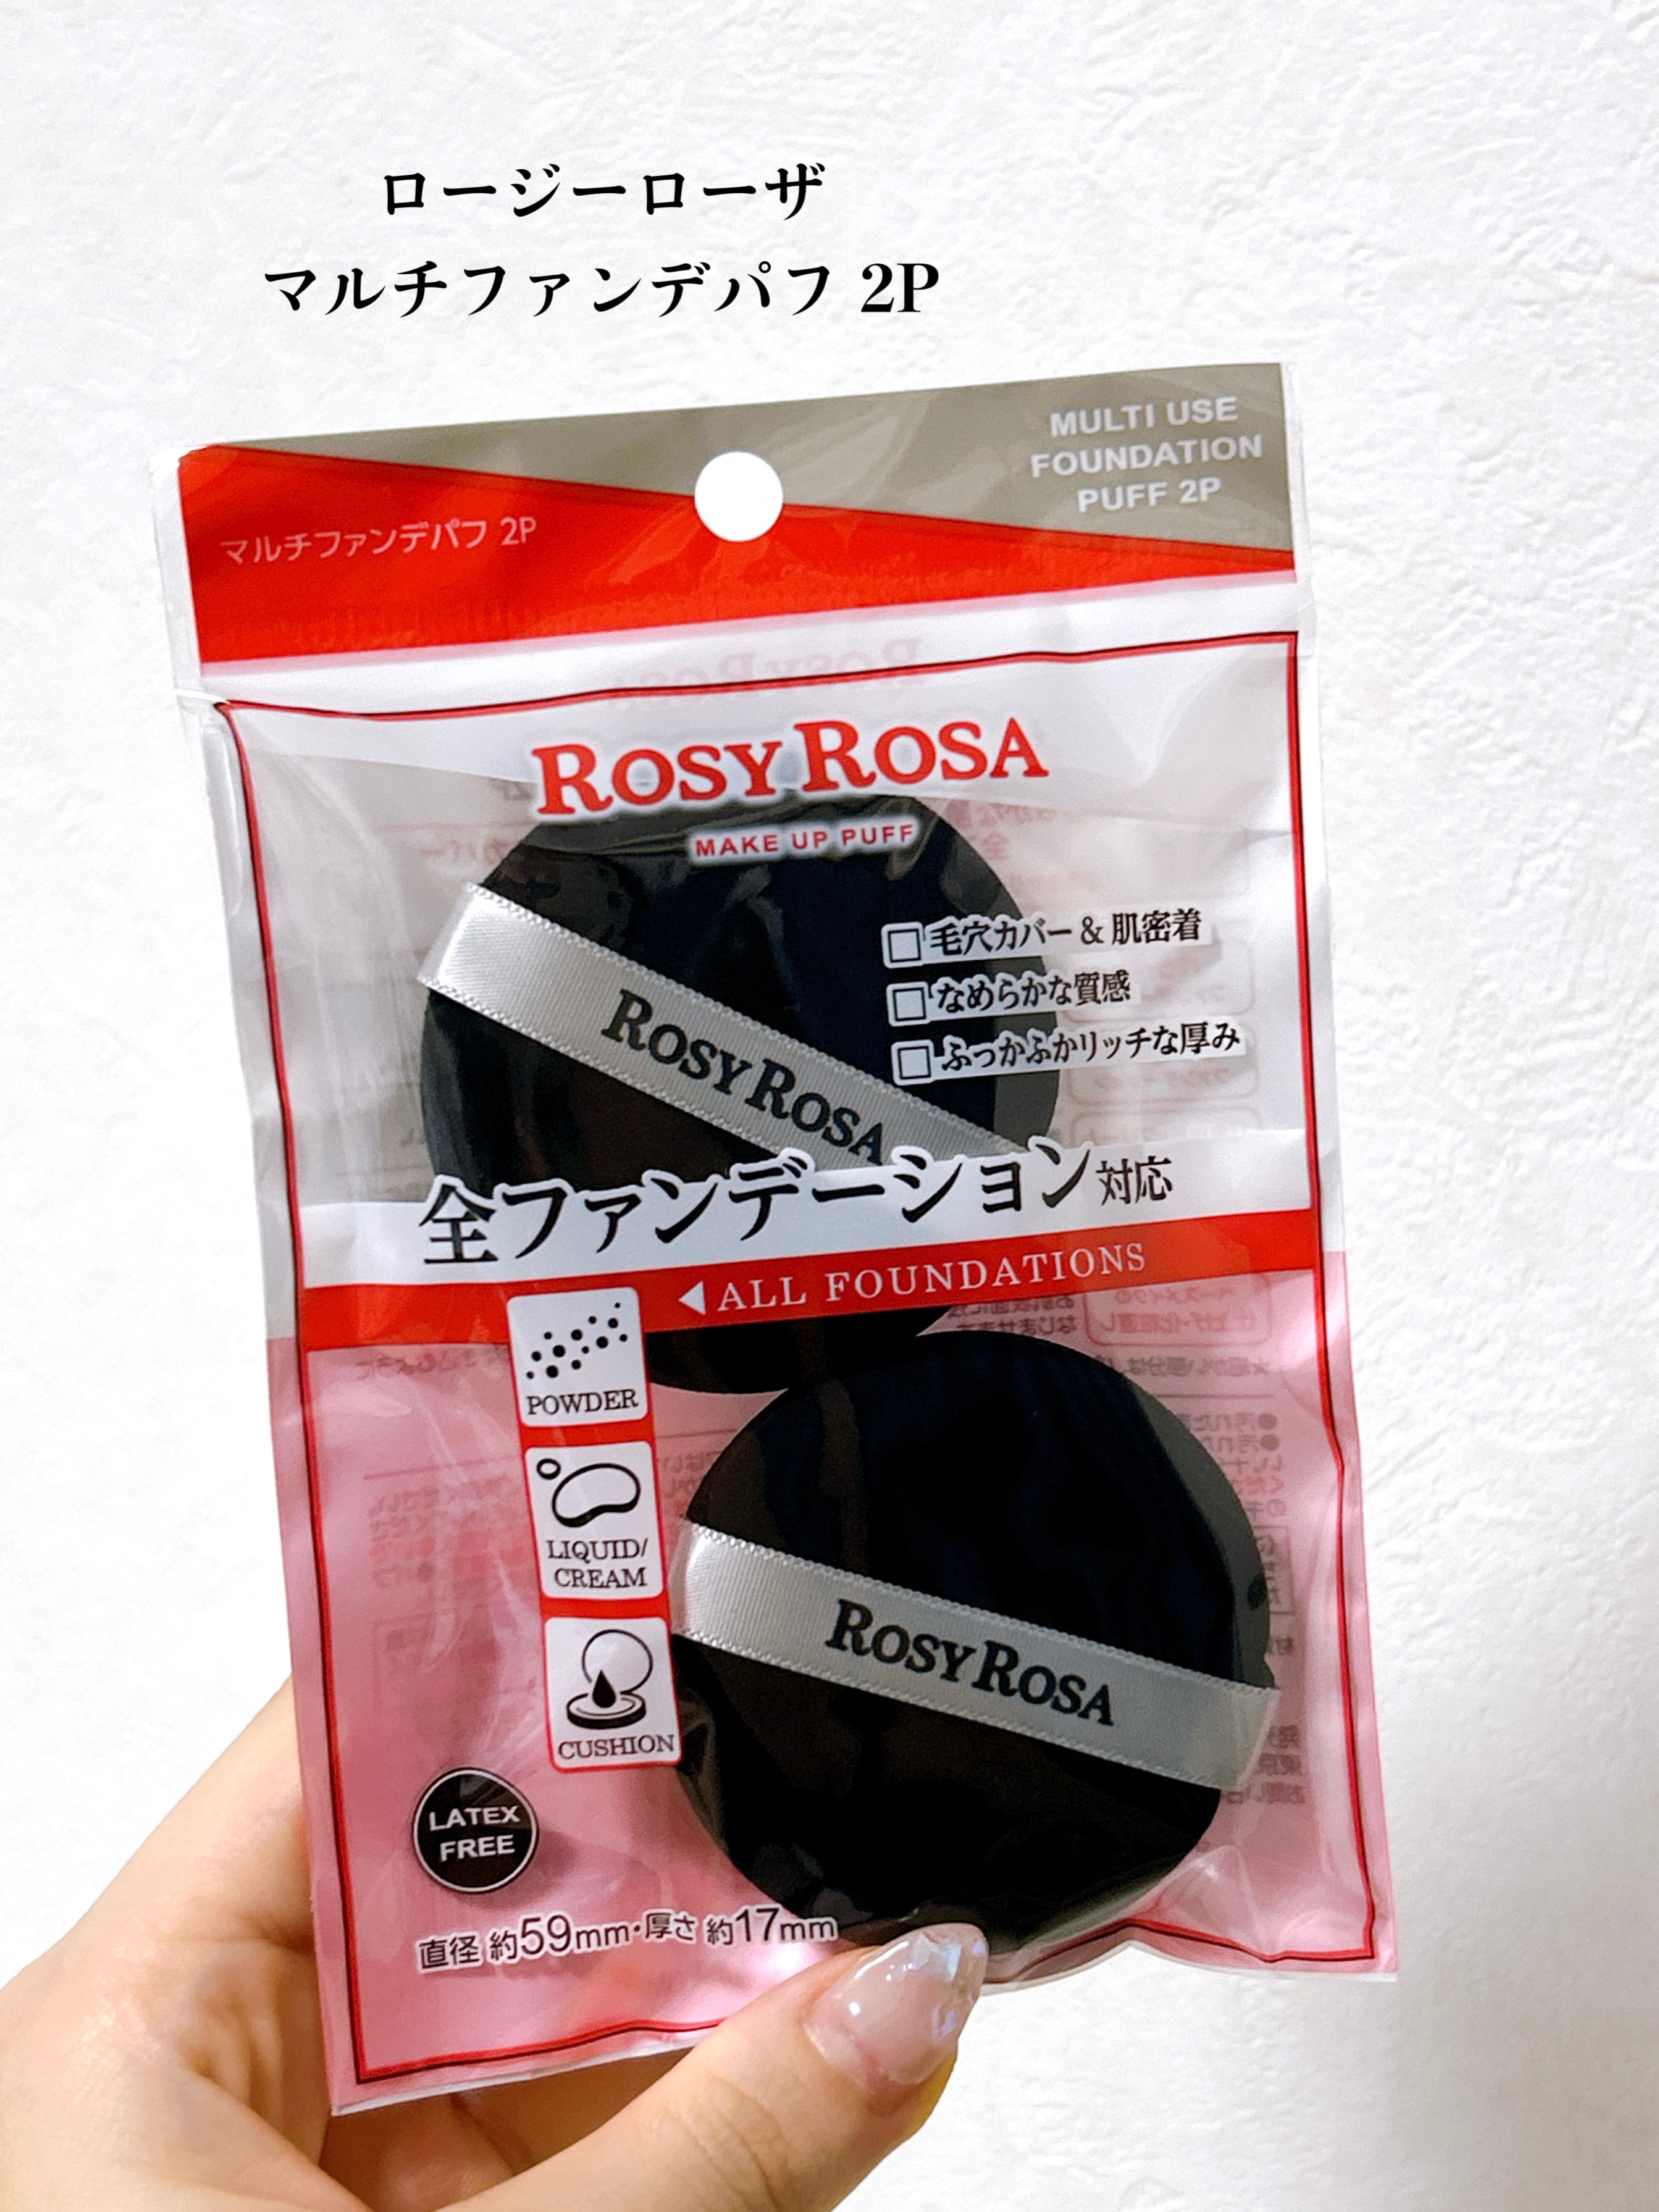 ロージーローザ
マルチファンデパフ 2P
MULTI USE
FOUNDATION
PUFF 2P
マルチファンデパフ 2P
ROSY ROSA
MAKE UP PUFF
□毛穴カバー & 肌密着
□なめらかな質感
□ふっかふかリッチな厚み
ROSY ROSA
全ファンデーション対応
◀ALL FOUNDATIONS
POWDER
LIQUID/
CREAM
CUSHION
ROSY ROSA
LATEX
FREE
直径 約59mm・厚さ 約17mm